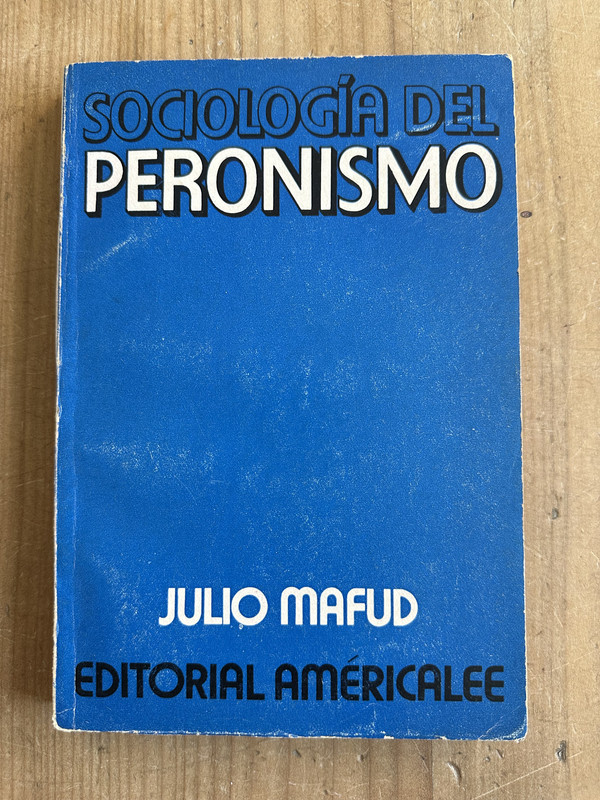 SOCIOLOGÍA DEL
PERONISMO
JULIO MAFUD
EDITORIAL AMÉRICALEE